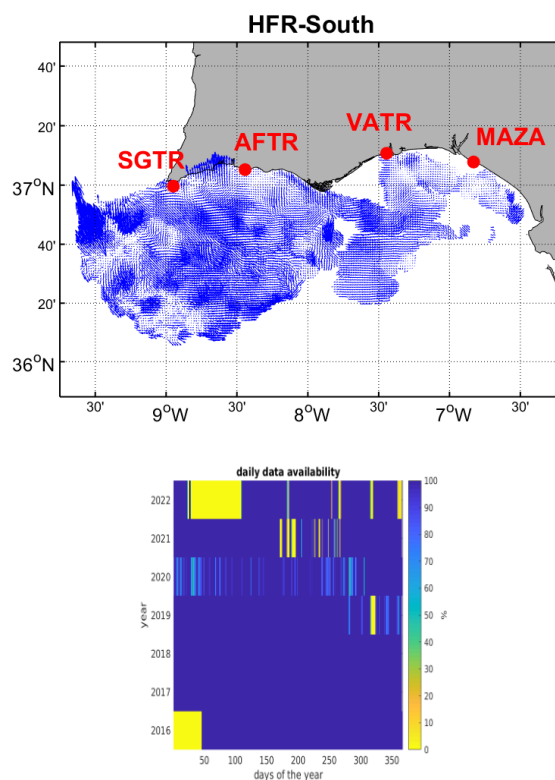 HFR-South
40'
20'
VATR
MAZA
AFTR
SGTR
37°N
40'
20'
36°N
30'
9°W
30'
8°W
30'
7°W
30'
daily data availability
100
90
80
70
60
50
40
30
20
10
0
%
year
2022
2021
2020
2019
2018
2017
2016
50
100
150
200
250
300
350
days of the year